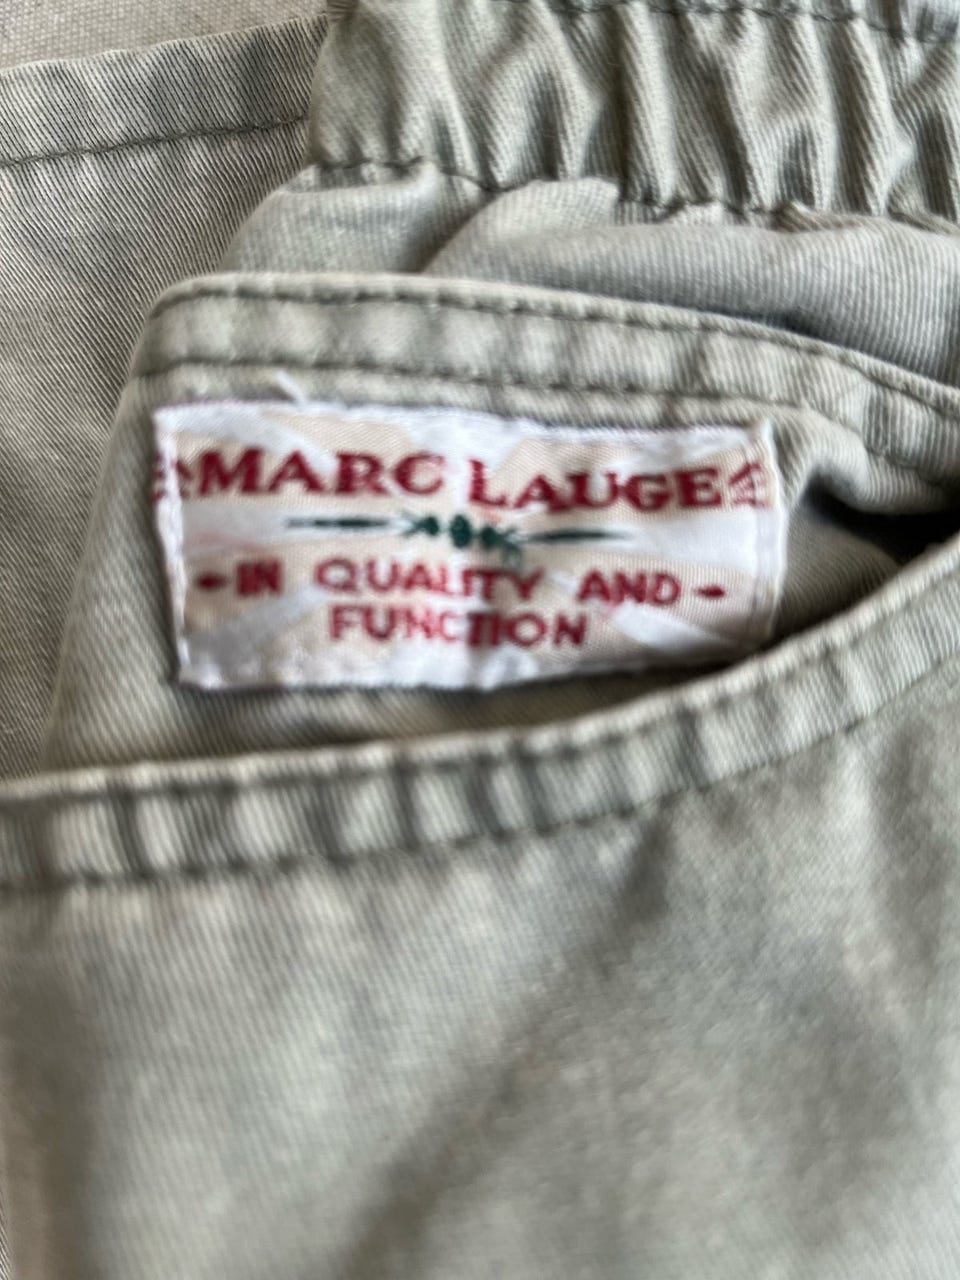 MARC LAUGE
IN QUALITY AND
FUNCTION